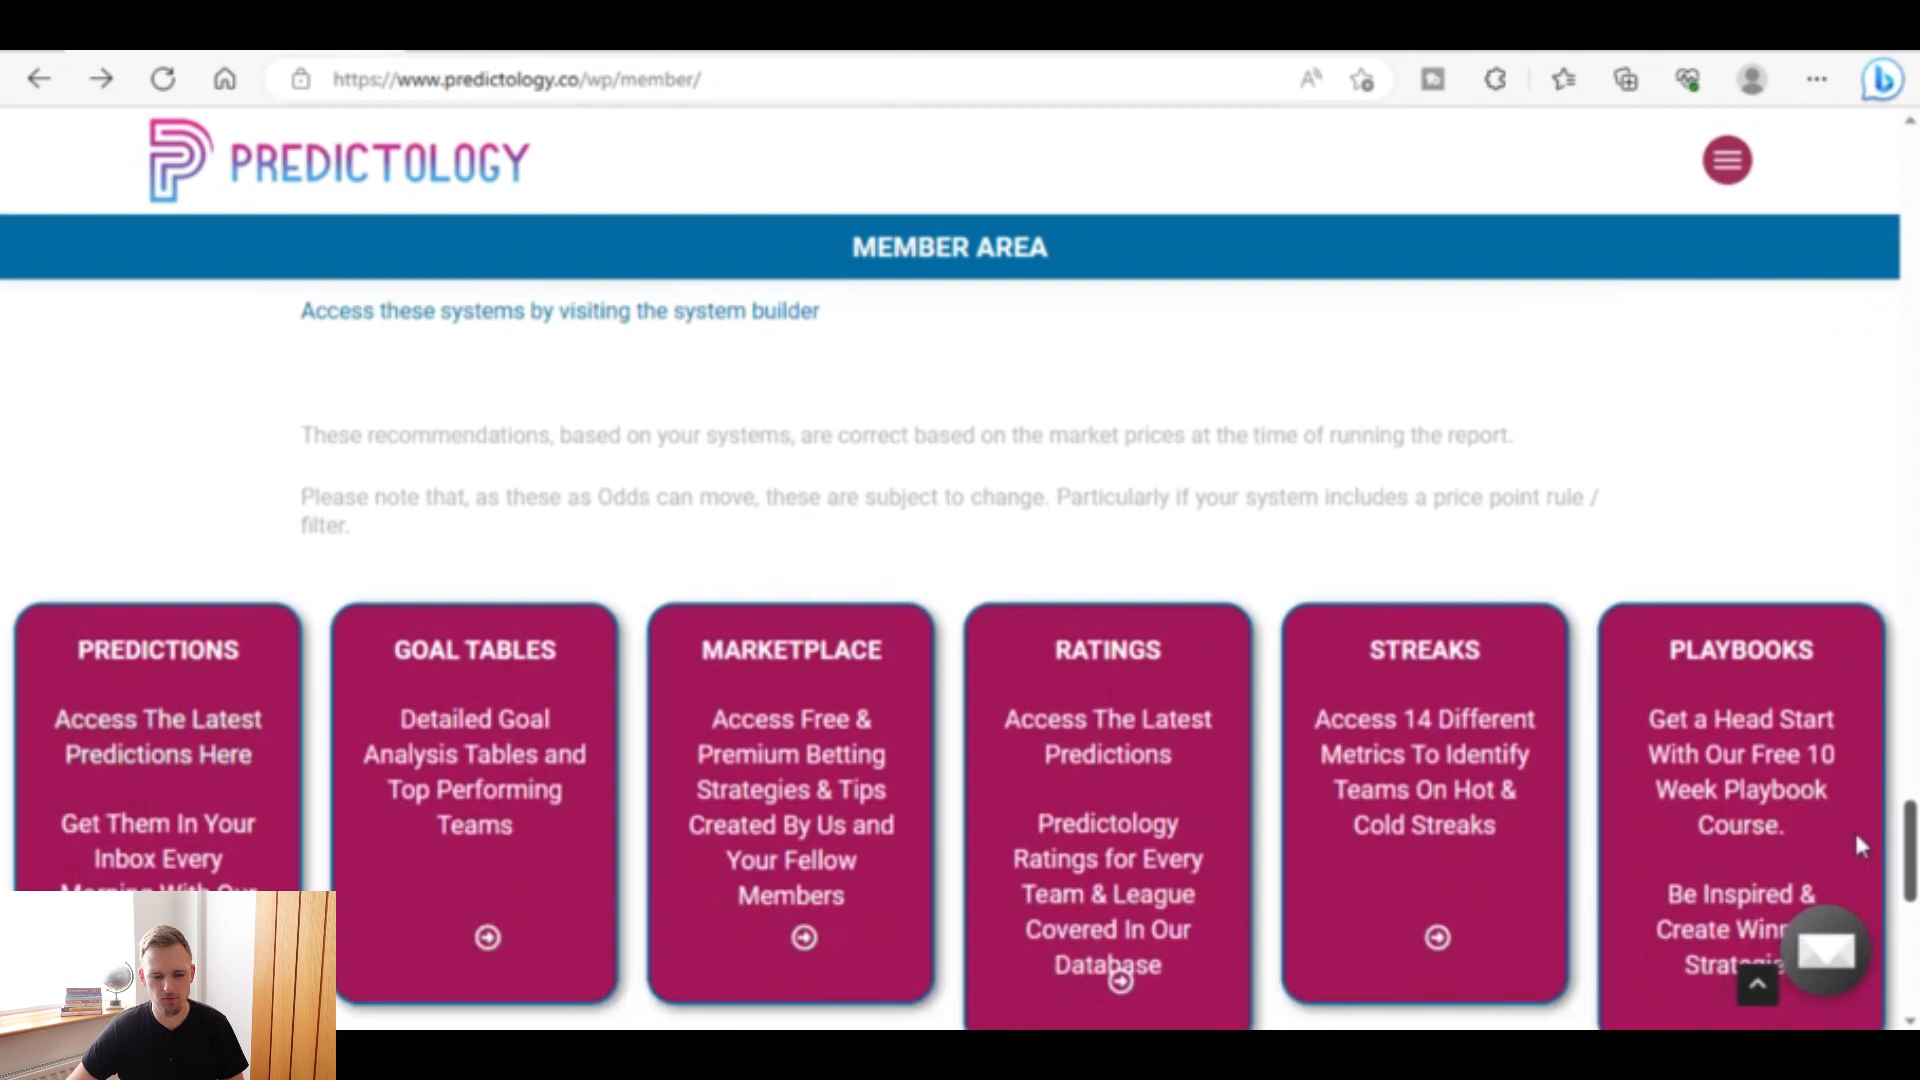 https://www.predictology.co/wp/member/
PREDICTOLOGY
MEMBER AREA
Access these systems by visiting the system builder
These recommendations, based on your systems, are correct based on the market prices at the time of running the report.
Please note that, as these as Odds can move, these are subject to change. Particularly if your system includes a price point rule /
filter.
PREDICTIONS
Access The Latest
Predictions Here
Get Them In Your
Inbox Every
Morning With Our
GOAL TABLES
Detailed Goal
Analysis Tables and
Top Performing
Teams
MARKETPLACE
Access Free &
Premium Betting
Strategies & Tips
Created By Us and
Your Fellow
Members
RATINGS
Access The Latest
Predictions
Predictology
Ratings for Every
Team & League
Covered In Our
Database
STREAKS
Access 14 Different
Metrics To Identify
Teams On Hot &
Cold Streaks
PLAYBOOKS
Get a Head Start
With Our Free 10
Week Playbook
Course.
Be Inspired &
Create